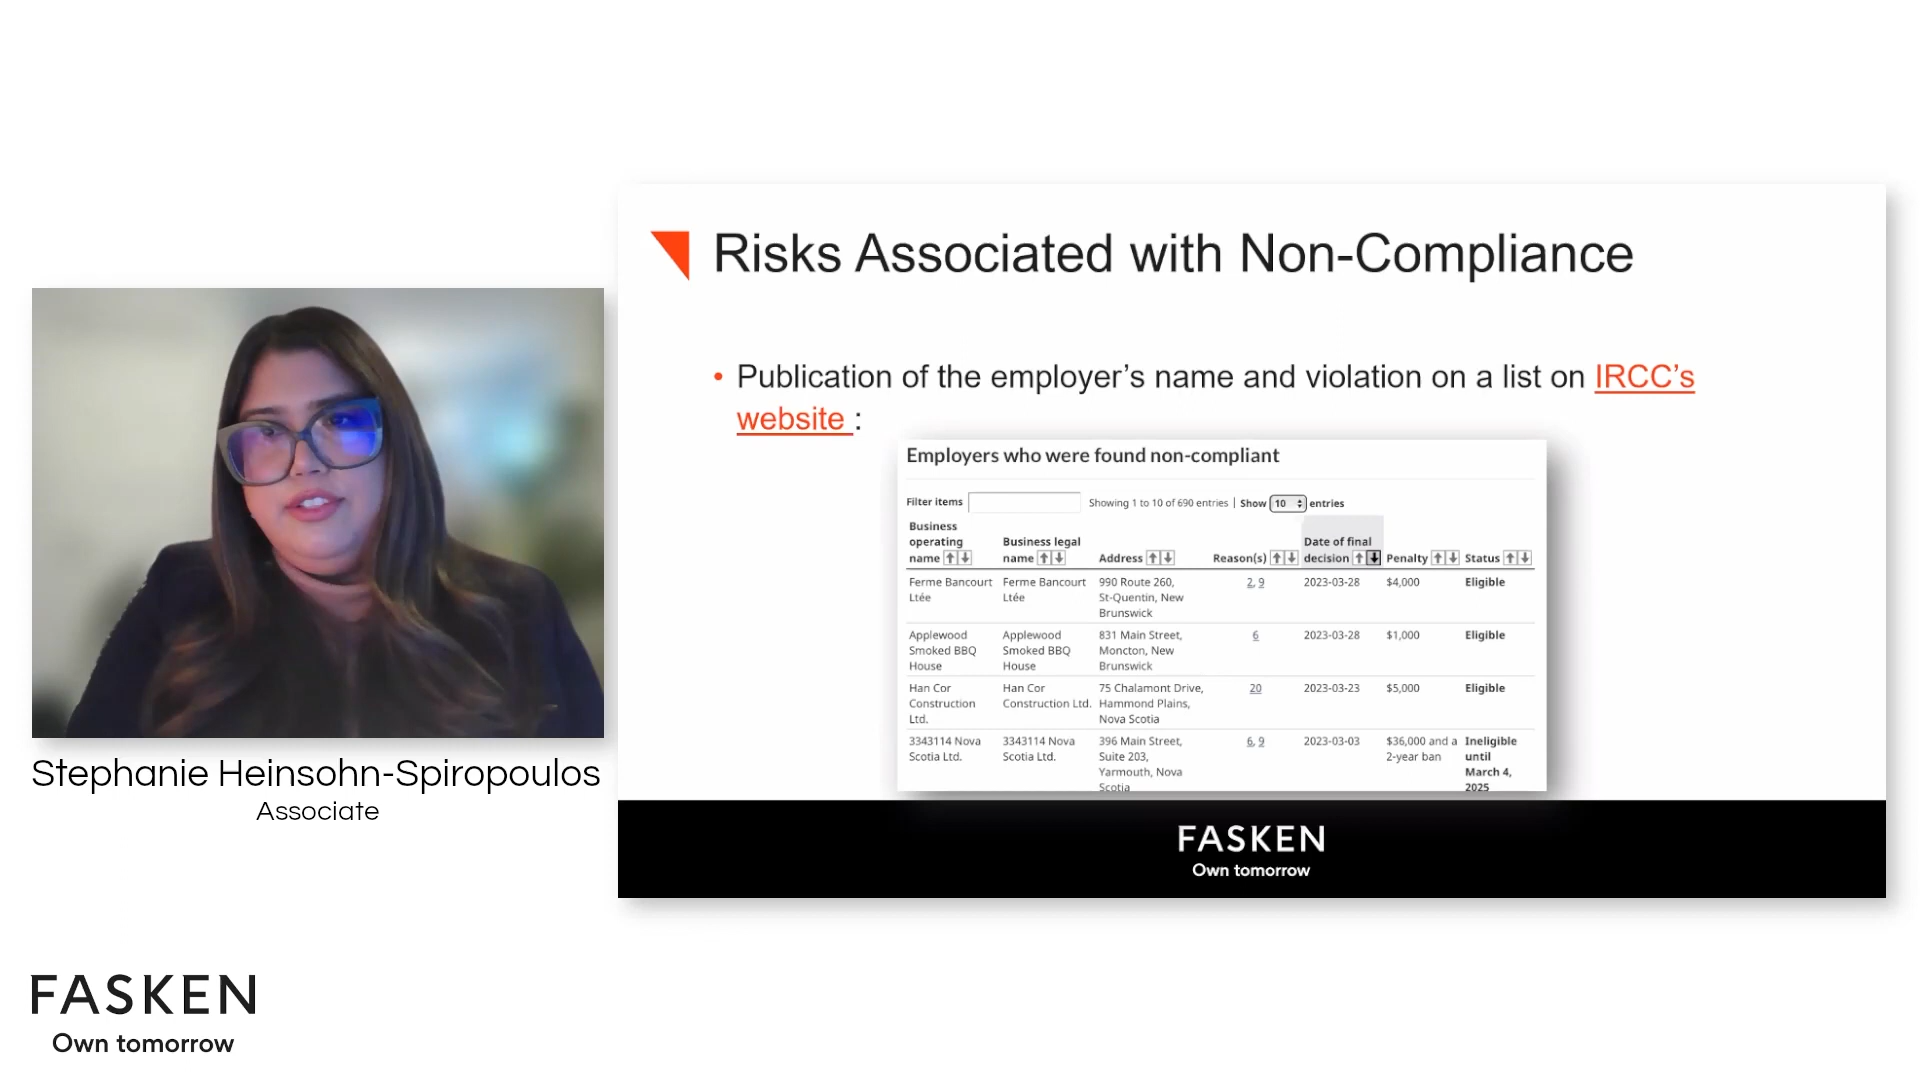 Risks Associated with Non-Compliance
• Publication of the employer’s name and violation on a list on IRCC’s
website :
Employers who were found non-compliant
Filter items Showing 1 to 10 of 690 entries | Show 10 entries
Business operating name Business legal name Address Reason(s) Date of final decision Penalty Status
Ferme Bancourt Ltée Ferme Bancourt Ltée 990 Route 260, St-Quentin, New Brunswick 2, 9 2023-03-28 $4,000 Eligible
Applewood Smoked BBQ House Applewood Smoked BBQ House 831 Main Street, Moncton, New Brunswick 6 2023-03-28 $1,000 Eligible
Han Cor Construction Ltd. Han Cor Construction Ltd. 75 Chalamont Drive, Hammond Plains, Nova Scotia 20 2023-03-23 $5,000 Eligible
3343114 Nova Scotia Ltd. 3343114 Nova Scotia Ltd. 396 Main Street, Suite 203, Yarmouth, Nova Scotia 6, 9 2023-03-03 $36,000 and a 2-year ban Ineligible until March 4, 2025
FASKEN
Own tomorrow
Stephanie Heinsohn-Spiropoulos
Associate
FASKEN
Own tomorrow